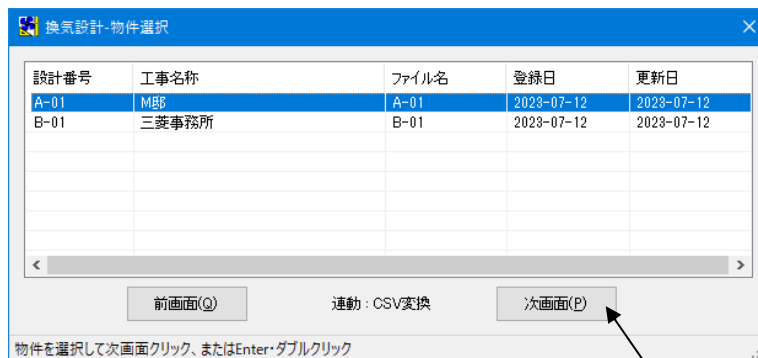 換気設計-物件選択
設計番号 工事名称 ファイル名 登録日 更新日
A-01 M邸 A-01 2023-07-12 2023-07-12
B-01 三菱事務所 B-01 2023-07-12 2023-07-12
前画面(Q) 連動：CSV変換 次画面(P)
物件を選択して次画面クリック、またはEnter・ダブルクリック